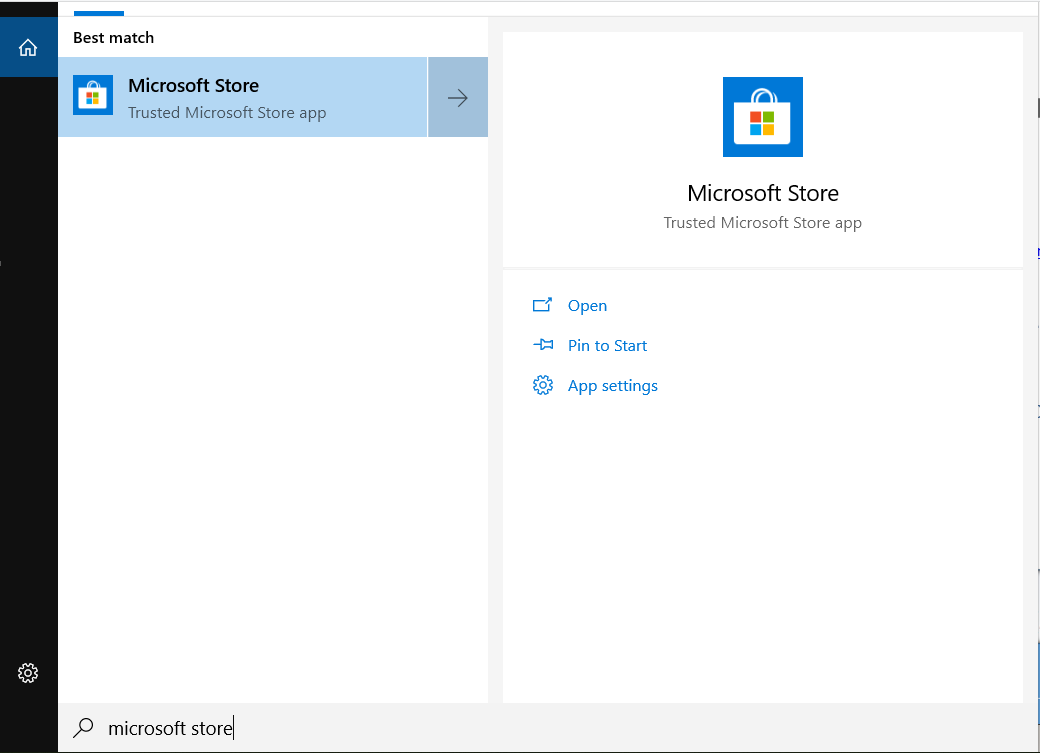 Best match
Microsoft Store
Trusted Microsoft Store app
Microsoft Store
Trusted Microsoft Store app
Open
Pin to Start
App settings
microsoft store